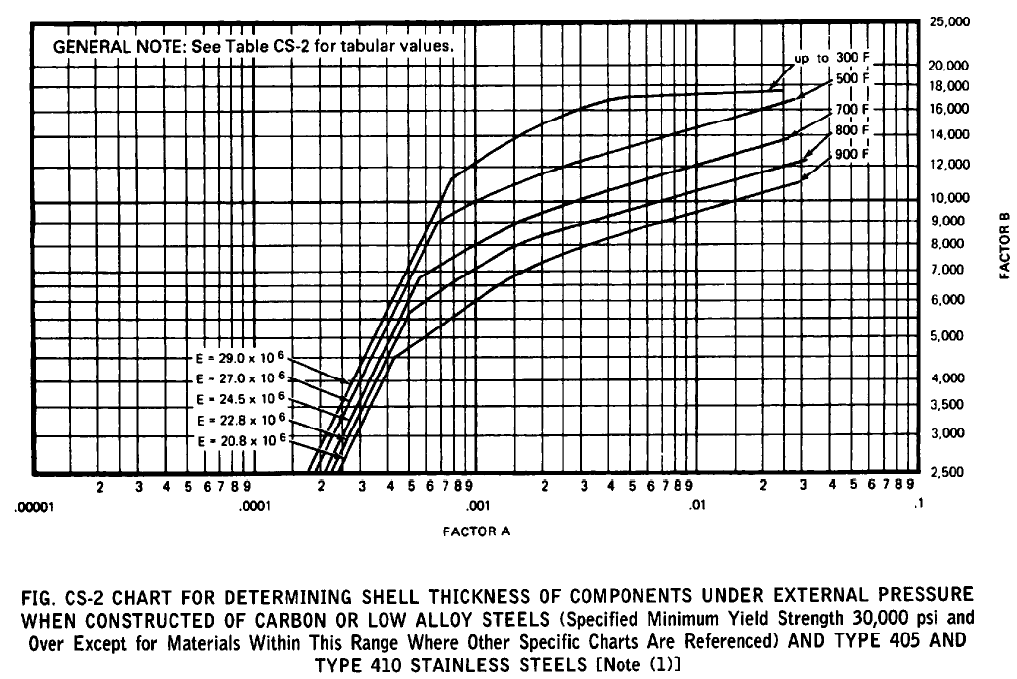 GENERAL NOTE: See Table CS-2 for tabular values.
25,000
up to 300 F
20,000
500 F
18,000
700 F
16,000
800 F
14,000
900 F
12,000
10,000
9,000
8,000
7,000
6,000
5,000
4,000
3,500
3,000
2,500
FACTOR B
E = 29.0 x 10 6
E = 27.0 x 10 6
E = 24.5 x 10 6
E = 22.8 x 10 6
E = 20.8 x 10 6
2 3 4 5 6 7 8 9 2 3 4 5 6 7 8 9 2 3 4 5 6 7 8 9 2 3 4 5 6 7 8 9
.00001 .0001 .001 .01 .1
FACTOR A
FIG. CS-2 CHART FOR DETERMINING SHELL THICKNESS OF COMPONENTS UNDER EXTERNAL PRESSURE
WHEN CONSTRUCTED OF CARBON OR LOW ALLOY STEELS (Specified Minimum Yield Strength 30,000 psi and
Over Except for Materials Within This Range Where Other Specific Charts Are Referenced) AND TYPE 405 AND
TYPE 410 STAINLESS STEELS [Note (1)]